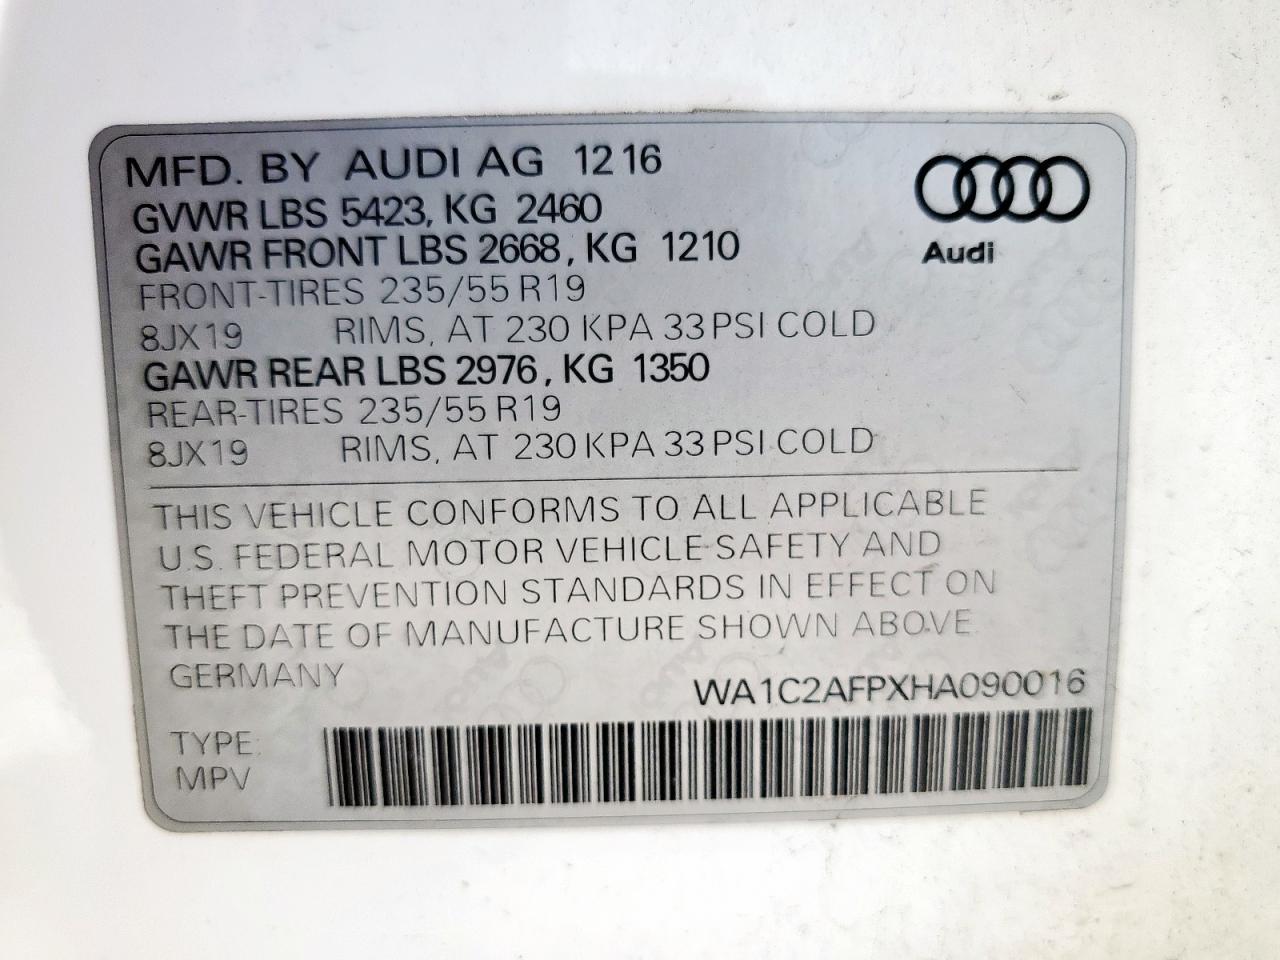 MFD. BY AUDI AG 12 16
GVWR LBS 5423, KG 2460
GAWR FRONT LBS 2668, KG 1210
FRONT-TIRES 235/55 R19
8JX19 RIMS, AT 230 KPA 33 PSI COLD
GAWR REAR LBS 2976, KG 1350
REAR-TIRES 235/55 R19
8JX19 RIMS, AT 230 KPA 33 PSI COLD
Audi
THIS VEHICLE CONFORMS TO ALL APPLICABLE
U.S. FEDERAL MOTOR VEHICLE SAFETY AND
THEFT PREVENTION STANDARDS IN EFFECT ON
THE DATE OF MANUFACTURE SHOWN ABOVE.
GERMANY
WA1C2AFPXHA090016
TYPE:
MPV